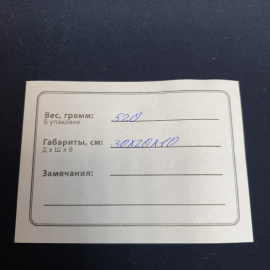 Вес, грамм: 520
В упаковке
Габариты, см: 30х20х10
Д х Ш х В
Замечания: